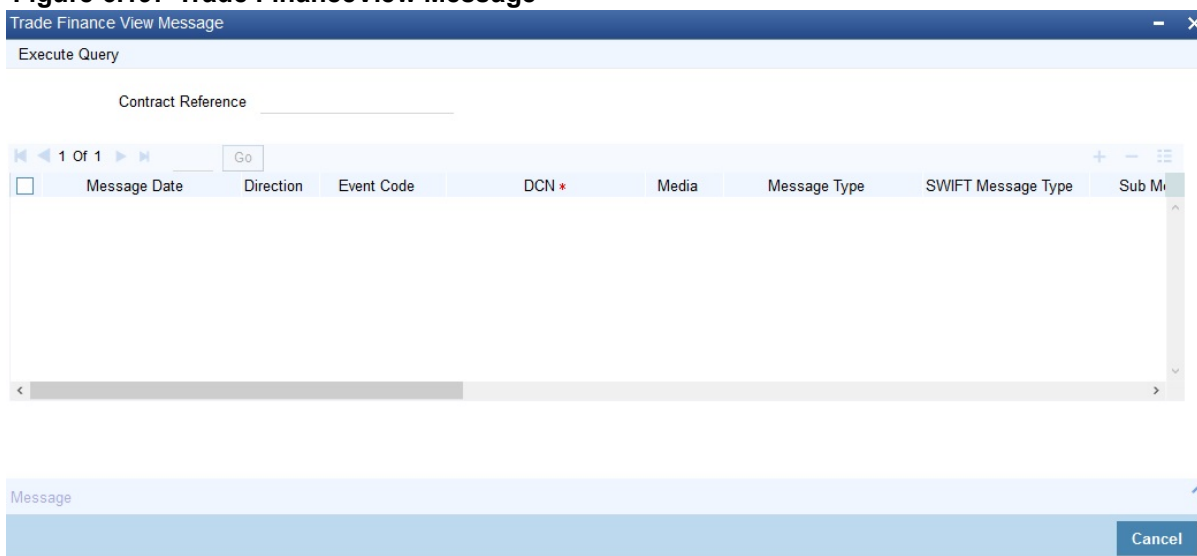 Trade Finance View Message
Execute Query
Contract Reference
1 Of 1 Go
Message Date Direction Event Code DCN * Media Message Type SWIFT Message Type Sub
Message
Cancel